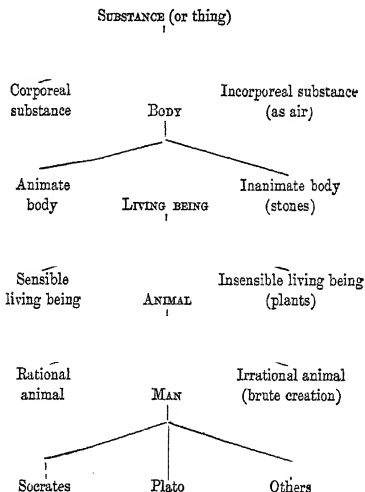 SUBSTANCE (or thing)
Corporeal substance
BODY
Incorporeal substance (as air)
Animate body
LIVING BEING
Inanimate body (stones)
Sensible living being
ANIMAL
Insensible living being (plants)
Rational animal
MAN
Irrational animal (brute creation)
Socrates
Plato
Others